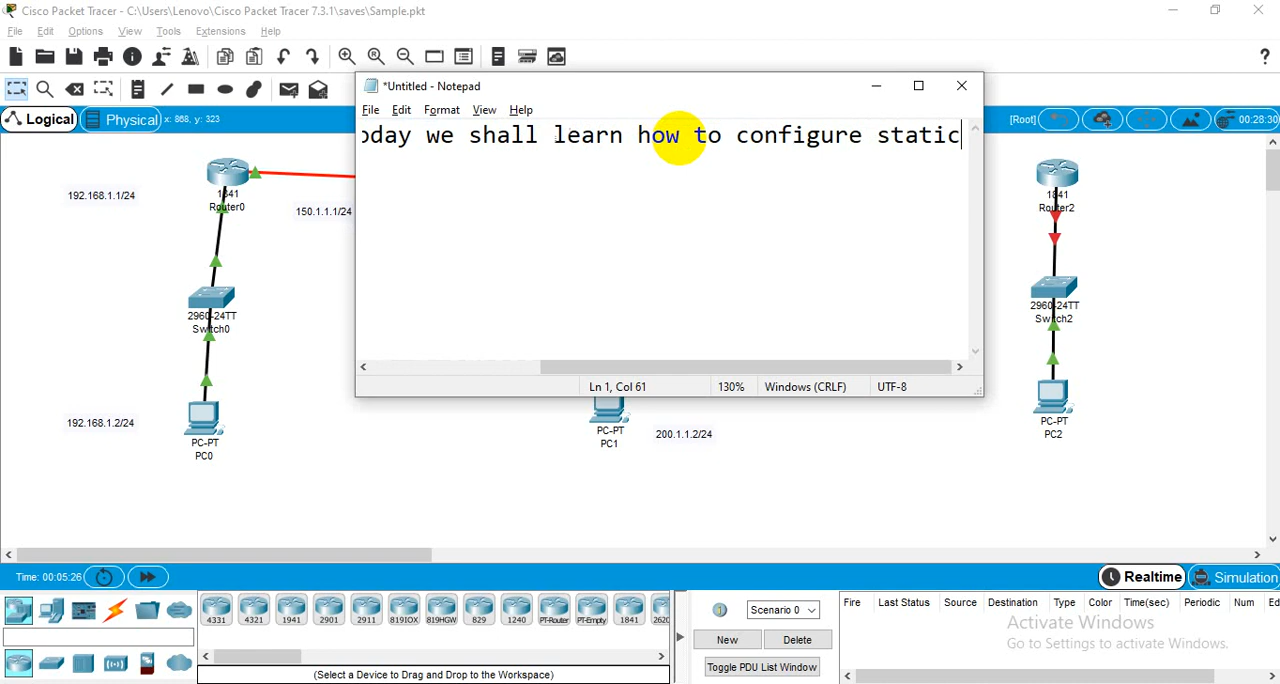 Cisco Packet Tracer - C:\Users\Lenovo\Cisco Packet Tracer 7.3.1\saves\Sample.pkt
File Edit Options View Tools Extensions Help
?
*Untitled - Notepad
File Edit Format View Help
oday we shall learn how to configure static
Ln 1, Col 61 130% Windows (CRLF) UTF-8
Logical Physical x: 868, y: 323
[Root] 00:28:30
192.168.1.1/24
1841
Router0
150.1.1.1/24
2960-24TT
Switch0
192.168.1.2/24
PC-PT
PC0
PC-PT
PC1
200.1.1.2/24
1841
Router2
2960-24TT
Switch2
PC-PT
PC2
Time: 00:05:26
Realtime Simulation
4331 4321 1941 2901 2911 819IOX 819HGW 829 1240 PT-Router PT-Empty 1841 2620
(Select a Device to Drag and Drop to the Workspace)
Scenario 0
New Delete
Toggle PDU List Window
Fire Last Status Source Destination Type Color Time(sec) Periodic Num Ed
Activate Windows
Go to Settings to activate Windows.